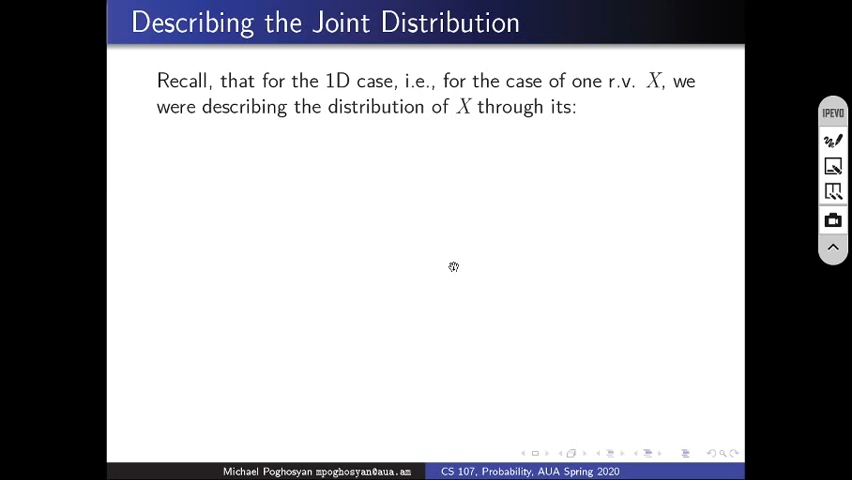 Describing the Joint Distribution
Recall, that for the 1D case, i.e., for the case of one r.v. X, we
were describing the distribution of X through its:
IPEVO
Michael Poghosyan mpoghosyan@aua.am CS 107, Probability, AUA Spring 2020